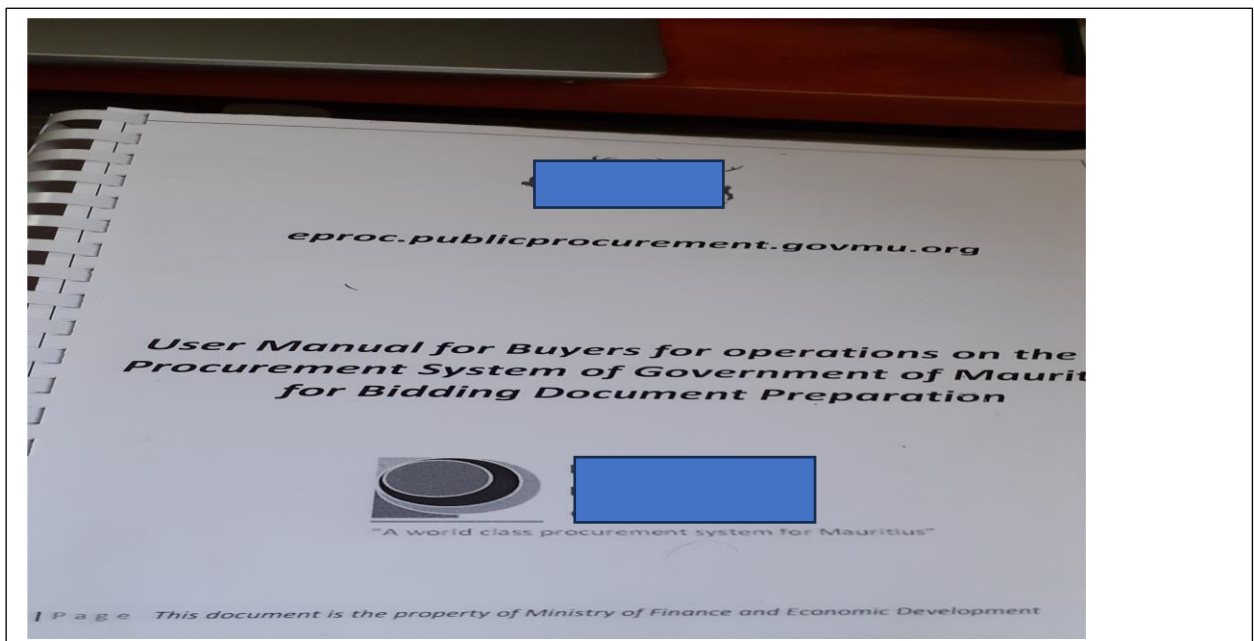 eproc.publicprocurement.govmu.org
User Manual for Buyers for operations on the
Procurement System of Government of Maurit
for Bidding Document Preparation
"A world class procurement system for Mauritius"
| P a g e This document is the property of Ministry of Finance and Economic Development